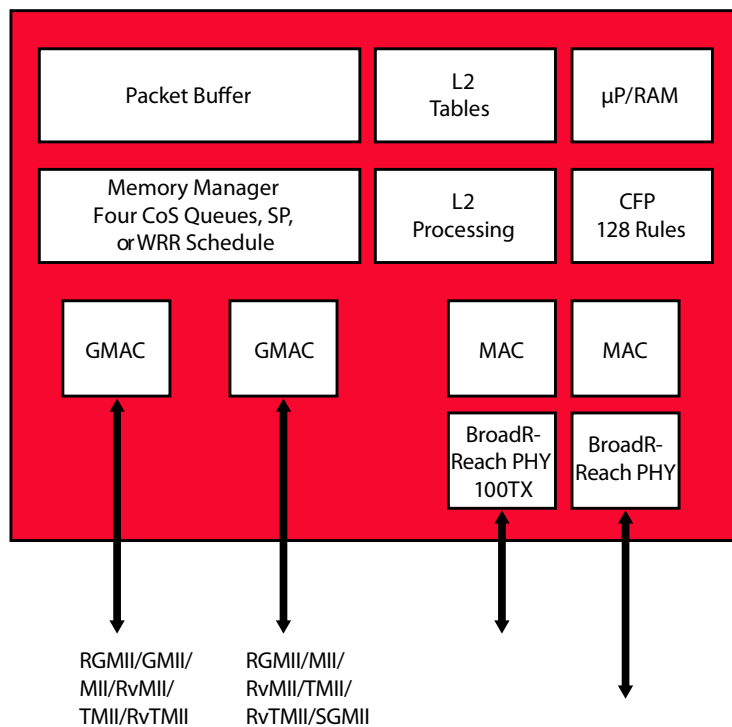 Packet Buffer
L2
Tables
µP/RAM
Memory Manager
Four CoS Queues, SP,
or WRR Schedule
L2
Processing
CFP
128 Rules
GMAC
GMAC
MAC
MAC
BroadR-
Reach PHY
100TX
BroadR-
Reach PHY
RGMII/GMII/
MII/RvMII/
TMII/RvTMII
RGMII/MII/
RvMII/TMII/
RvTMII/SGMII